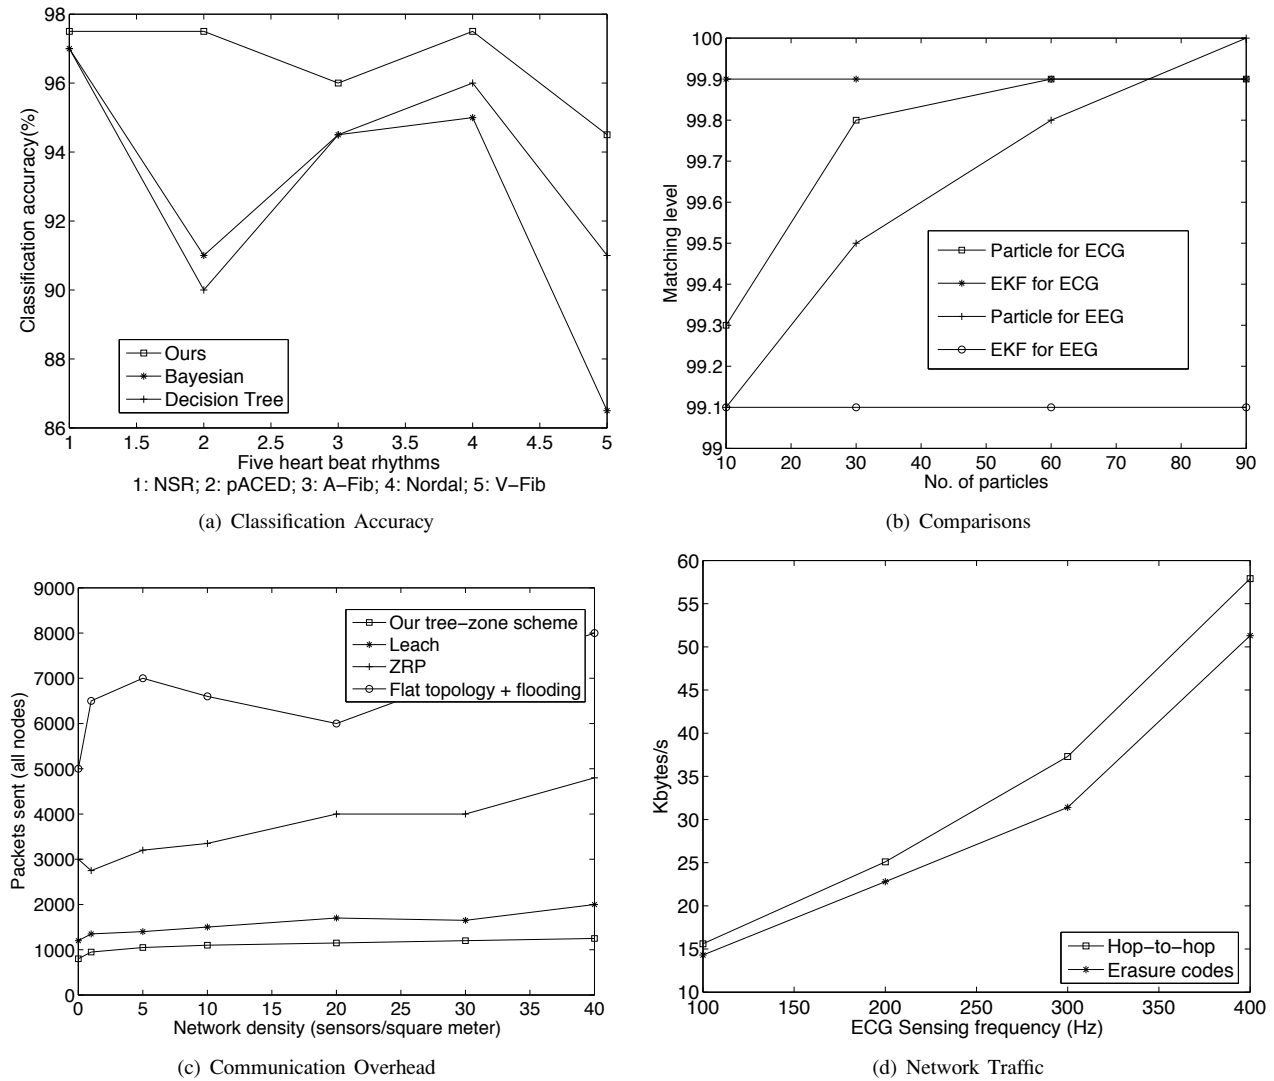 98
96
94
92
90
88
86
Classification accuracy(%)
Ours
Bayesian
Decision Tree
1 1.5 2 2.5 3 3.5 4 4.5 5
Five heart beat rhythms
1: NSR; 2: pACED; 3: A−Fib; 4: Nordal; 5: V−Fib
(a) Classification Accuracy
100
99.9
99.8
99.7
99.6
99.5
99.4
99.3
99.2
99.1
99
Matching level
Particle for ECG
EKF for ECG
Particle for EEG
EKF for EEG
10 20 30 40 50 60 70 80 90
No. of particles
(b) Comparisons
9000
8000
7000
6000
5000
4000
3000
2000
1000
0
Packets sent (all nodes)
Our tree−zone scheme
Leach
ZRP
Flat topology + flooding
0 5 10 15 20 25 30 35 40
Network density (sensors/square meter)
(c) Communication Overhead
60
55
50
45
40
35
30
25
20
15
10
Kbytes/s
Hop−to−hop
Erasure codes
100 150 200 250 300 350 400
ECG Sensing frequency (Hz)
(d) Network Traffic